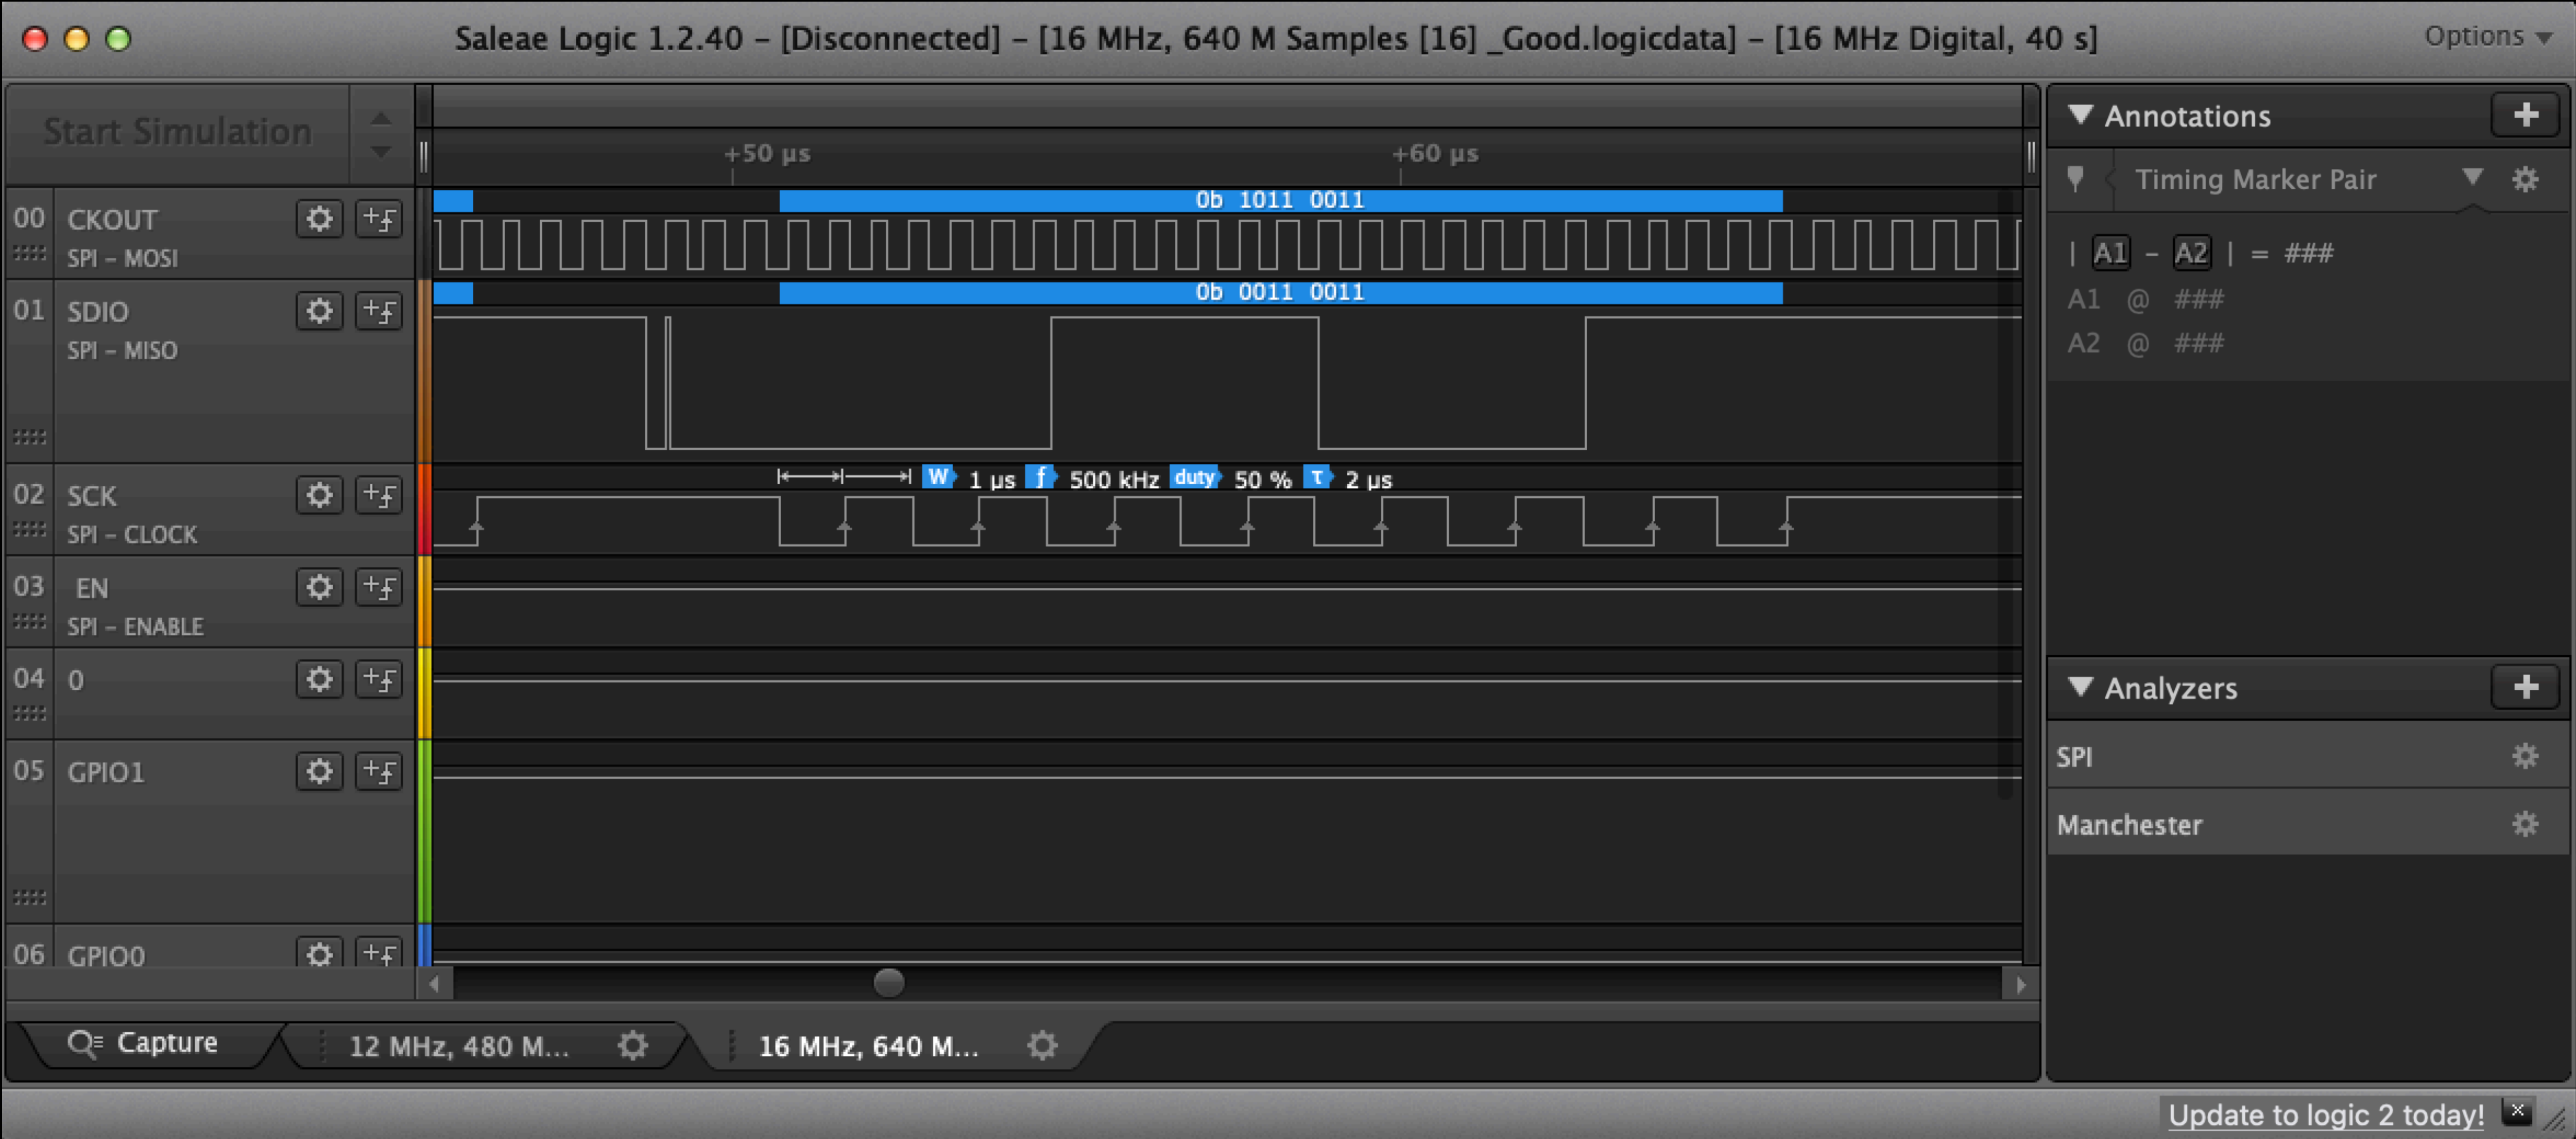 Saleae Logic 1.2.40 – [Disconnected] – [16 MHz, 640 M Samples [16] _Good.logicdata] – [16 MHz Digital, 40 s]
Options
Start Simulation
+50 µs
+60 µs
00 CKOUT
SPI – MOSI
0b 1011 0011
01 SDIO
SPI – MISO
0b 0011 0011
02 SCK
SPI – CLOCK
W 1 µs f 500 kHz duty 50 % τ 2 µs
03 EN
SPI – ENABLE
04 0
05 GPIO1
06 GPIO0
Capture
12 MHz, 480 M...
16 MHz, 640 M...
Annotations
Timing Marker Pair
| A1 – A2 | = ###
A1 @ ###
A2 @ ###
Analyzers
SPI
Manchester
Update to logic 2 today!